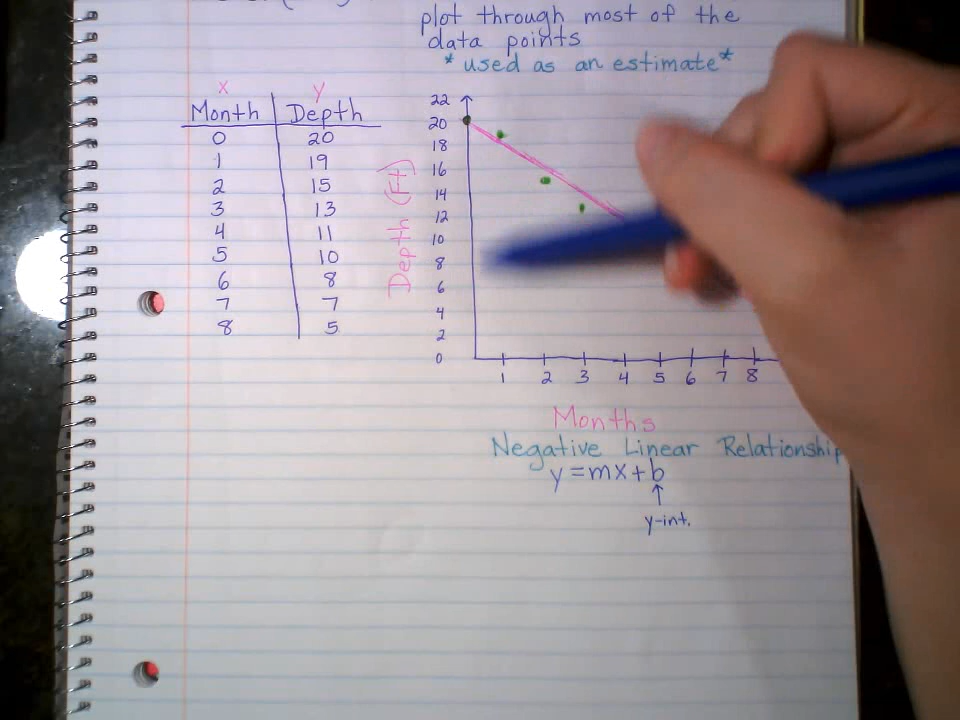 plot through most of the
data points
*used as an estimate*
x y
Month Depth
0 20
1 19
2 15
3 13
4 11
5 10
6 8
7 7
8 5
Depth (Ft)
22
20
18
16
14
12
10
8
6
4
2
0
1 2 3 4 5 6 7 8
Months
Negative Linear Relationship
y=mx+b
y-int.